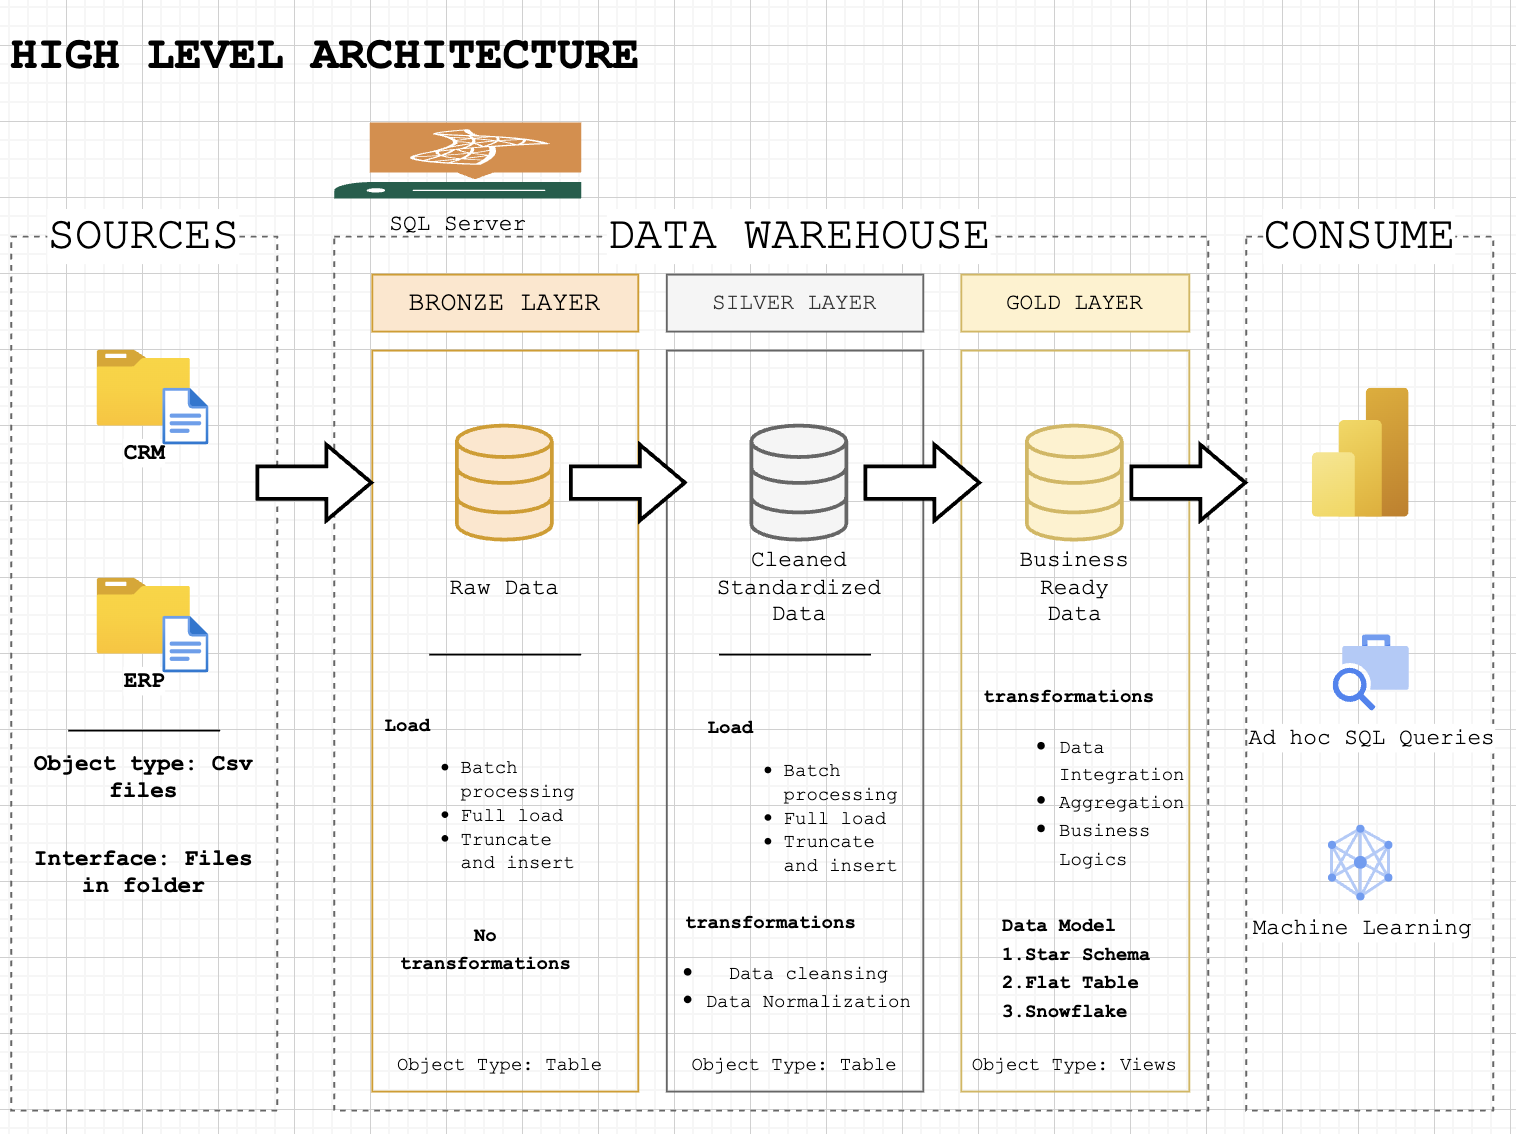 HIGH LEVEL ARCHITECTURE
SQL Server
SOURCES
CRM
ERP
Object type: Csv
files
Interface: Files
in folder
DATA WAREHOUSE
BRONZE LAYER
Raw Data
Load
Batch
processing
Full load
Truncate
and insert
No
transformations
Object Type: Table
SILVER LAYER
Cleaned
Standardized
Data
Load
Batch
processing
Full load
Truncate
and insert
transformations
Data cleansing
Data Normalization
Object Type: Table
GOLD LAYER
Business
Ready
Data
transformations
Data
Integration
Aggregation
Business
Logics
Data Model
1.Star Schema
2.Flat Table
3.Snowflake
Object Type: Views
CONSUME
Ad hoc SQL Queries
Machine Learning